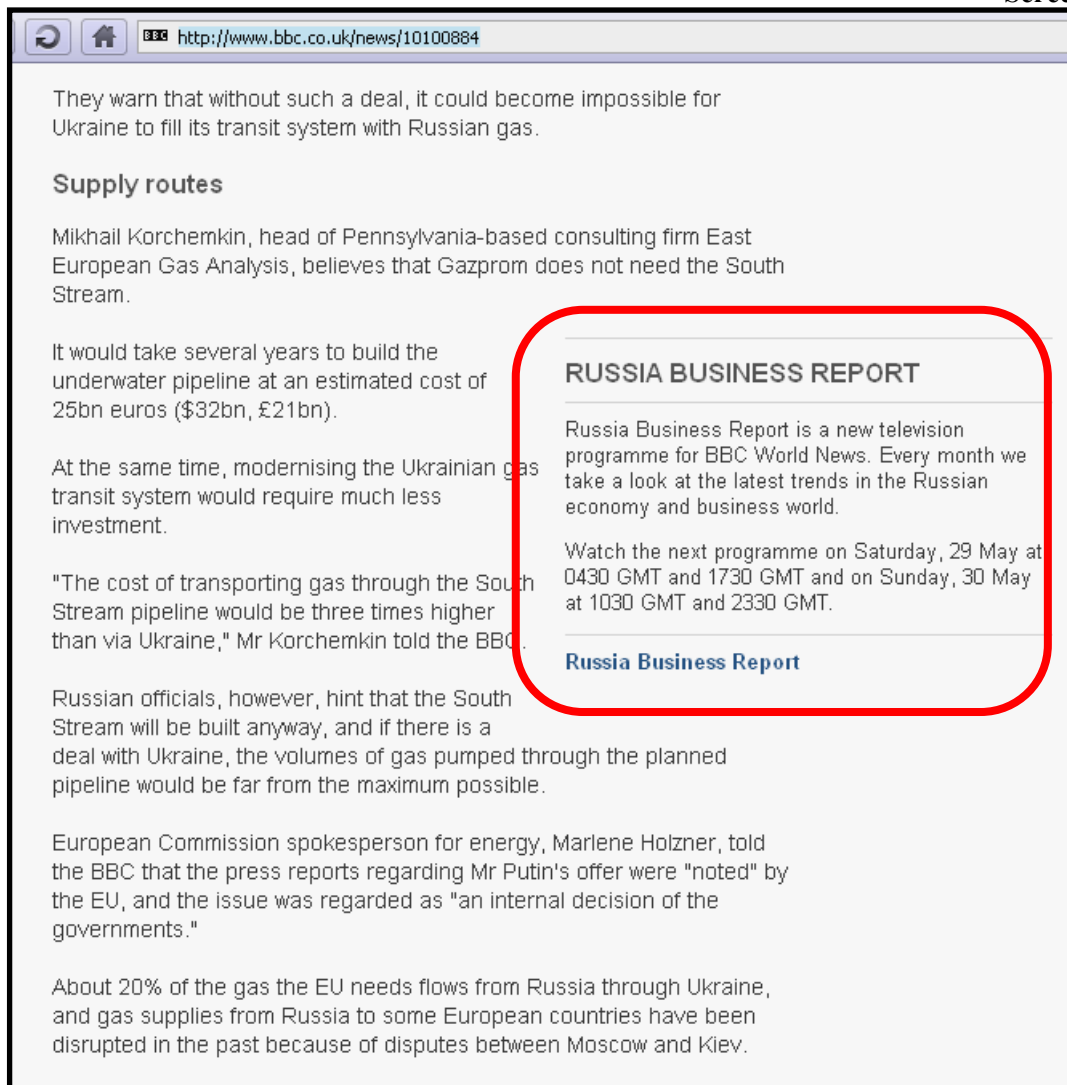 BBC http://www.bbc.co.uk/news/10100884
They warn that without such a deal, it could become impossible for
Ukraine to fill its transit system with Russian gas.
Supply routes
Mikhail Korchemkin, head of Pennsylvania-based consulting firm East
European Gas Analysis, believes that Gazprom does not need the South
Stream.
It would take several years to build the
underwater pipeline at an estimated cost of
25bn euros ($32bn, £21bn).
At the same time, modernising the Ukrainian gas
transit system would require much less
investment.
"The cost of transporting gas through the South
Stream pipeline would be three times higher
than via Ukraine," Mr Korchemkin told the BBC.
RUSSIA BUSINESS REPORT
Russia Business Report is a new television
programme for BBC World News. Every month we
take a look at the latest trends in the Russian
economy and business world.
Watch the next programme on Saturday, 29 May at
0430 GMT and 1730 GMT and on Sunday, 30 May
at 1030 GMT and 2330 GMT.
Russia Business Report
Russian officials, however, hint that the South
Stream will be built anyway, and if there is a
deal with Ukraine, the volumes of gas pumped through the planned
pipeline would be far from the maximum possible.
European Commission spokesperson for energy, Marlene Holzner, told
the BBC that the press reports regarding Mr Putin's offer were "noted" by
the EU, and the issue was regarded as "an internal decision of the
governments."
About 20% of the gas the EU needs flows from Russia through Ukraine,
and gas supplies from Russia to some European countries have been
disrupted in the past because of disputes between Moscow and Kiev.